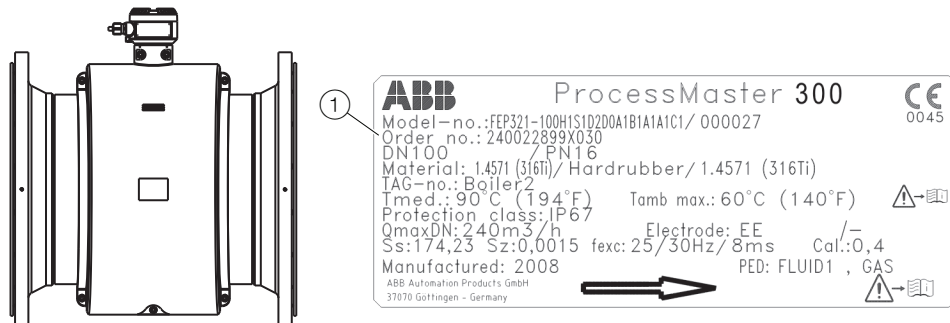 1
ABB ProcessMaster 300
CE 0045
Model-no.:FEP321-100H1S1D2D0A1B1A1A1C1/ 000027
Order no.: 240022899X030
DN100 / PN16
Material: 1.4571 (316Ti)/ Hardrubber/ 1.4571 (316Ti)
TAG-no.: Boiler2
Tmed.: 90°C (194°F) Tamb max.: 60°C (140°F)
Protection class: IP67
QmaxDN: 240m3/h Electrode: EE /-
Ss:174,23 Sz:0,0015 fexc: 25/30Hz/ 8ms Cal.:0,4
Manufactured: 2008 PED: FLUID1 , GAS
ABB Automation Products GmbH
37070 Göttingen - Germany